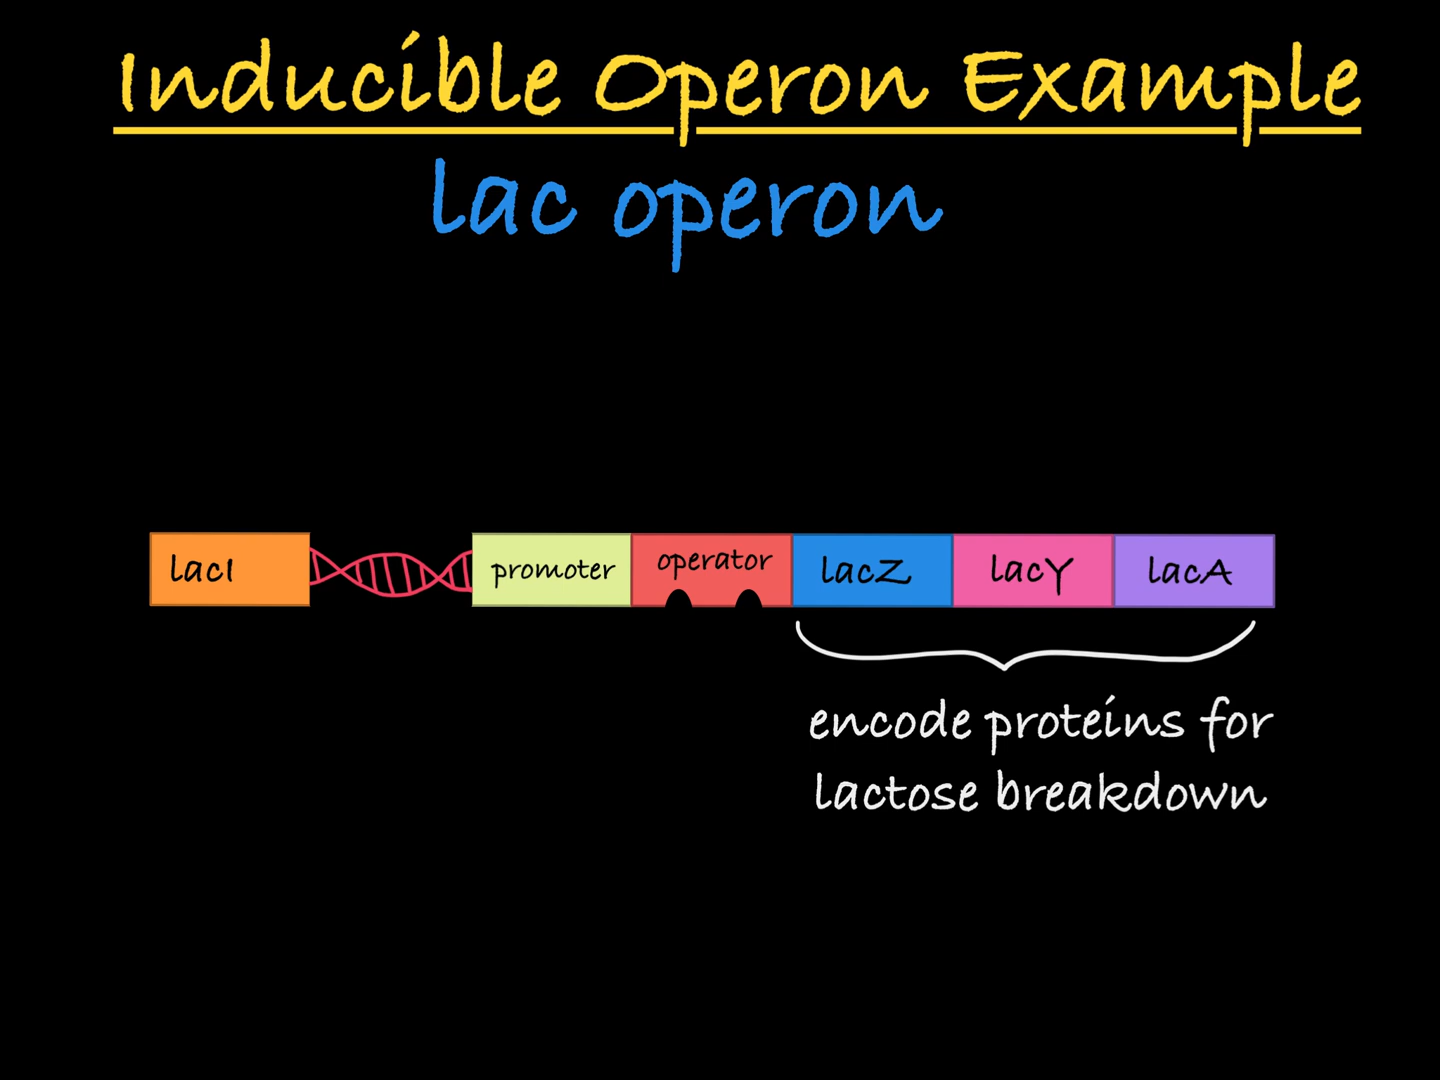 Inducible Operon Example
lac operon
lacI
promoter
operator
lacZ
lacY
lacA
encode proteins for
lactose breakdown